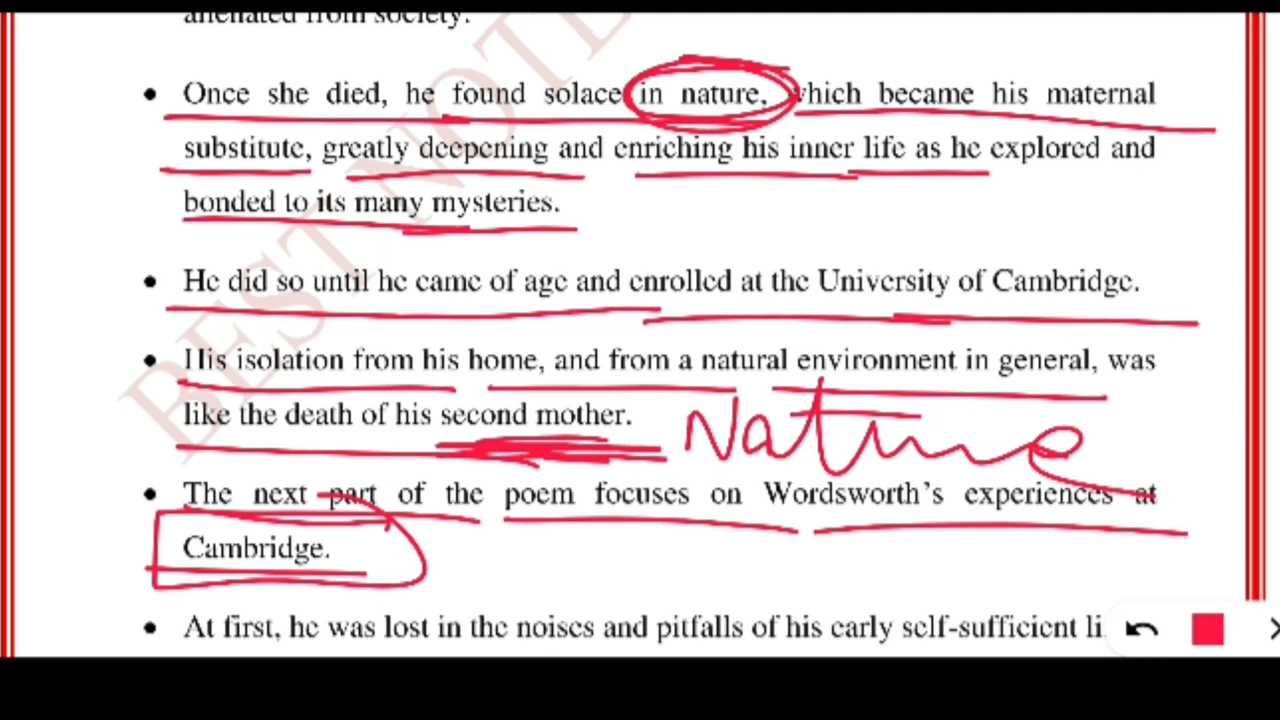 alienated from society.
• Once she died, he found solace in nature, which became his maternal
substitute, greatly deepening and enriching his inner life as he explored and
bonded to its many mysteries.
• He did so until he came of age and enrolled at the University of Cambridge.
• His isolation from his home, and from a natural environment in general, was
like the death of his second mother. Nature
• The next part of the poem focuses on Wordsworth's experiences at
Cambridge.
• At first, he was lost in the noises and pitfalls of his early self-sufficient li
BEST NOTE